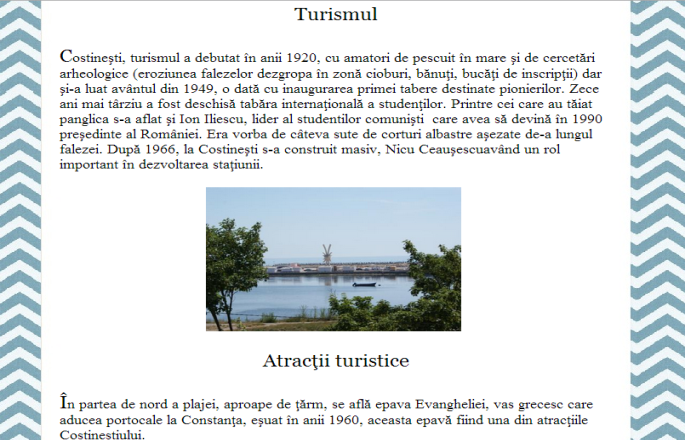 Turismul
Costineşti, turismul a debutat în anii 1920, cu amatori de pescuit în mare şi de cercetări
arheologice (eroziunea falezelor dezgropa în zonă cioburi, bănuţi, bucăţi de inscripţii) dar
şi-a luat avântul din 1949, o dată cu inaugurarea primei tabere destinate pionierilor. Zece
ani mai târziu a fost deschisă tabăra internaţională a studenţilor. Printre cei care au tăiat
panglica s-a aflat şi Ion Iliescu, lider al studentilor comunişti care avea să devină în 1990
preşedinte al României. Era vorba de câteva sute de corturi albastre aşezate de-a lungul
falezei. După 1966, la Costineşti s-a construit masiv, Nicu Ceauşescuavând un rol
important în dezvoltarea staţiunii.
Atracţii turistice
În partea de nord a plajei, aproape de ţărm, se află epava Evangheliei, vas grecesc care
aducea portocale la Constanţa, eşuat în anii 1960, aceasta epavă fiind una din atracţiile
Costineştiului.